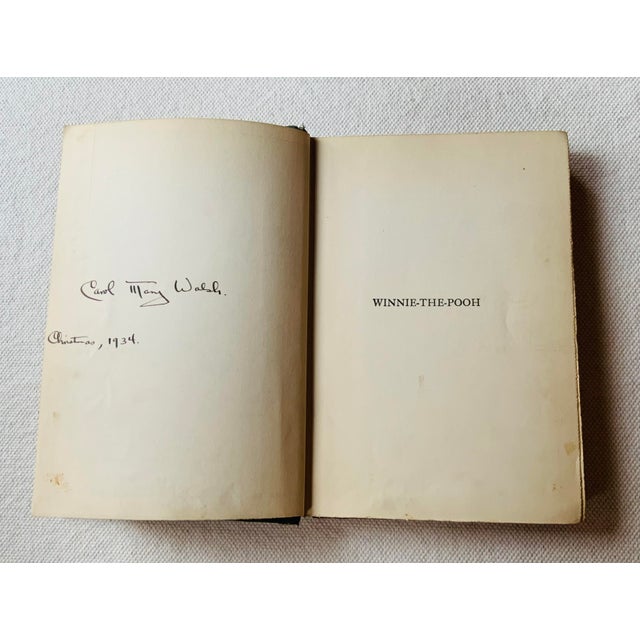 Carol Mary Walsh.
Christmas, 1934.
WINNIE-THE-POOH